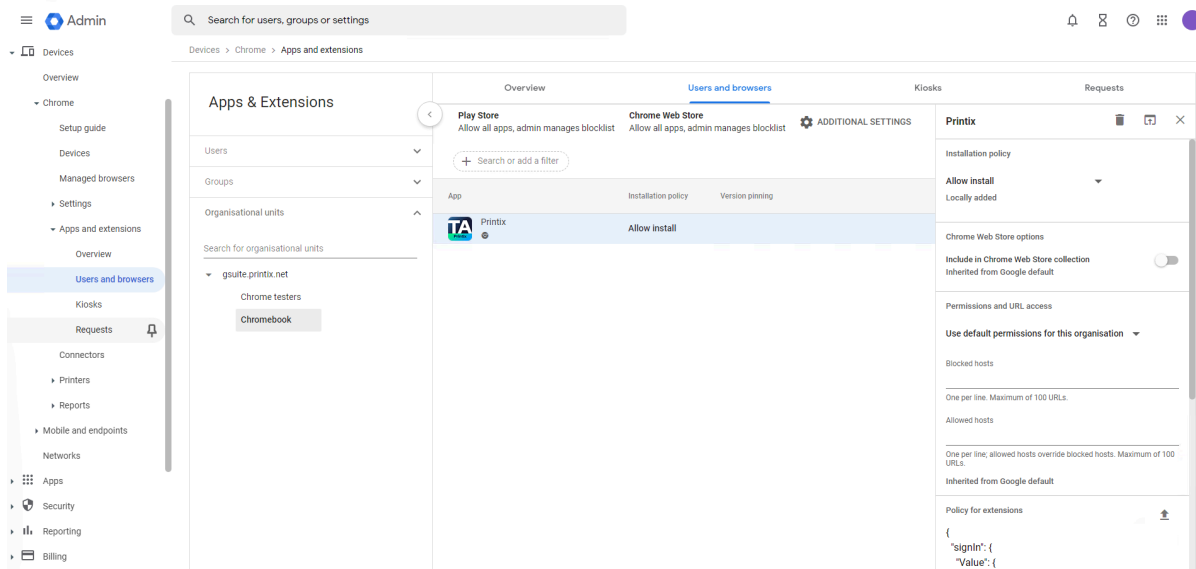 Admin
Search for users, groups or settings
Devices
Overview
Chrome
Setup guide
Devices
Managed browsers
Settings
Apps and extensions
Overview
Users and browsers
Kiosks
Requests
Connectors
Printers
Reports
Mobile and endpoints
Networks
Apps
Security
Reporting
Billing
Devices > Chrome > Apps and extensions
Apps & Extensions
Users
Groups
Organisational units
Search for organisational units
gsuite.printix.net
Chrome testers
Chromebook
Overview
Users and browsers
Kiosks
Requests
Play Store
Allow all apps, admin manages blocklist
Chrome Web Store
Allow all apps, admin manages blocklist
ADDITIONAL SETTINGS
Search or add a filter
App
Installation policy
Version pinning
TA
Printix
Allow install
Printix
Installation policy
Allow install
Locally added
Chrome Web Store options
Include in Chrome Web Store collection
Inherited from Google default
Permissions and URL access
Use default permissions for this organisation
Blocked hosts
One per line. Maximum of 100 URLs.
Allowed hosts
One per line; allowed hosts override blocked hosts. Maximum of 100
URLs.
Inherited from Google default
Policy for extensions
{
"signIn": {
"Value": {